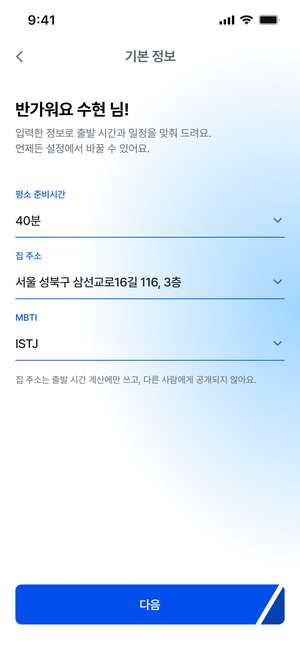 9:41
기본 정보
반가워요 수현 님!
입력한 정보로 출발 시간과 일정을 맞춰 드려요.
언제든 설정에서 바꿀 수 있어요.
평소 준비시간
40분
집 주소
서울 성북구 삼선교로16길 116, 3층
MBTI
ISTJ
집 주소는 출발 시간 계산에만 쓰고, 다른 사람에게 공개되지 않아요.
다음